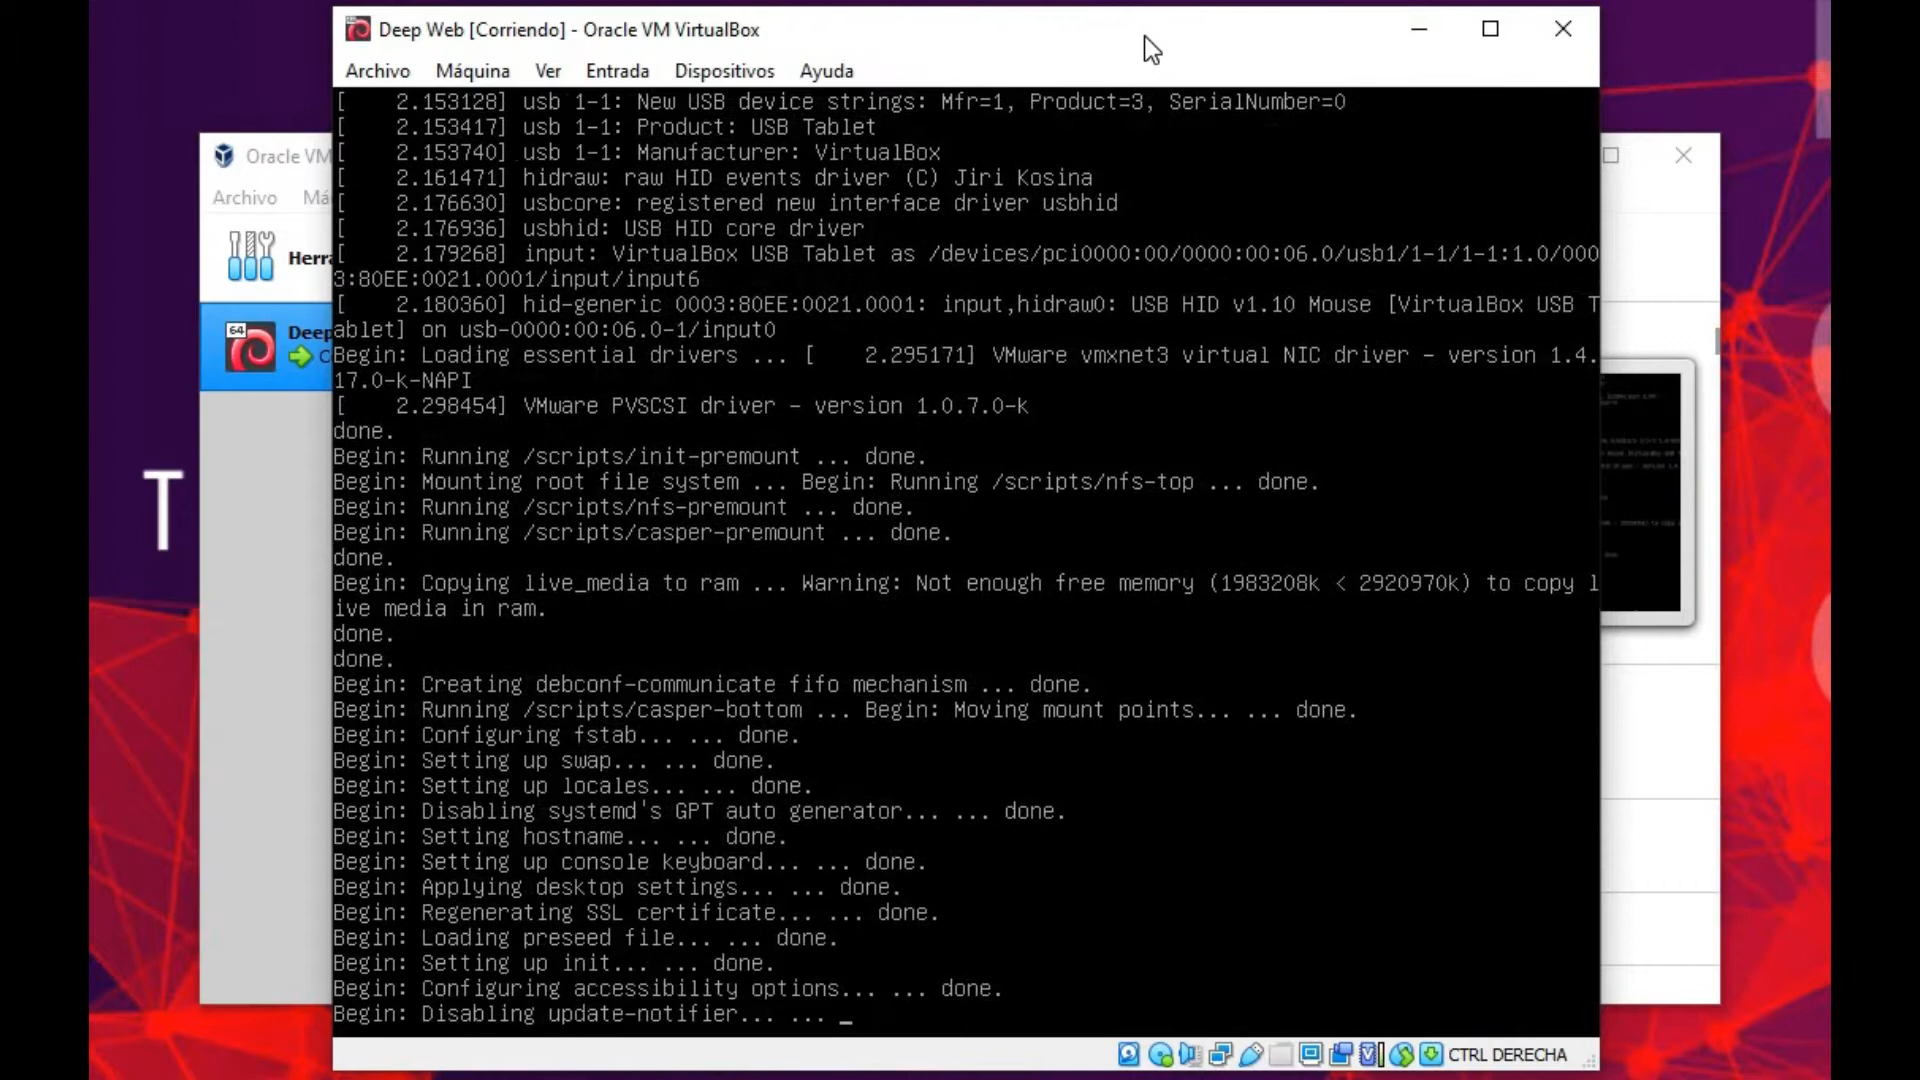 Deep Web [Corriendo] - Oracle VM VirtualBox
Archivo Máquina Ver Entrada Dispositivos Ayuda
[    2.153128] usb 1-1: New USB device strings: Mfr=1, Product=3, SerialNumber=0
[    2.153417] usb 1-1: Product: USB Tablet
[    2.153740] usb 1-1: Manufacturer: VirtualBox
[    2.161471] hidraw: raw HID events driver (C) Jiri Kosina
[    2.176630] usbcore: registered new interface driver usbhid
[    2.176936] usbhid: USB HID core driver
[    2.179268] input: VirtualBox USB Tablet as /devices/pci0000:00/0000:00:06.0/usb1/1-1/1-1:1.0/000
3:80EE:0021.0001/input/input6
[    2.180360] hid-generic 0003:80EE:0021.0001: input,hidraw0: USB HID v1.10 Mouse [VirtualBox USB T
ablet] on usb-0000:00:06.0-1/input0
Begin: Loading essential drivers ... [    2.295171] VMware vmxnet3 virtual NIC driver - version 1.4.
17.0-k-NAPI
[    2.298454] VMware PVSCSI driver - version 1.0.7.0-k
done.
Begin: Running /scripts/init-premount ... done.
Begin: Mounting root file system ... Begin: Running /scripts/nfs-top ... done.
Begin: Running /scripts/nfs-premount ... done.
Begin: Running /scripts/casper-premount ... done.
done.
Begin: Copying live_media to ram ... Warning: Not enough free memory (1983208k < 2920970k) to copy l
ive media in ram.
done.
done.
Begin: Creating debconf-communicate fifo mechanism ... done.
Begin: Running /scripts/casper-bottom ... Begin: Moving mount points... ... done.
Begin: Configuring fstab... ... done.
Begin: Setting up swap... ... done.
Begin: Setting up locales... ... done.
Begin: Disabling systemd's GPT auto generator... ... done.
Begin: Setting hostname... ... done.
Begin: Setting up console keyboard... ... done.
Begin: Applying desktop settings... ... done.
Begin: Regenerating SSL certificate... ... done.
Begin: Loading preseed file... ... done.
Begin: Setting up init... ... done.
Begin: Configuring accessibility options... ... done.
Begin: Disabling update-notifier... ... _
CTRL DERECHA
Oracle VM
Archivo Má
Herra
64
Deep
C
T